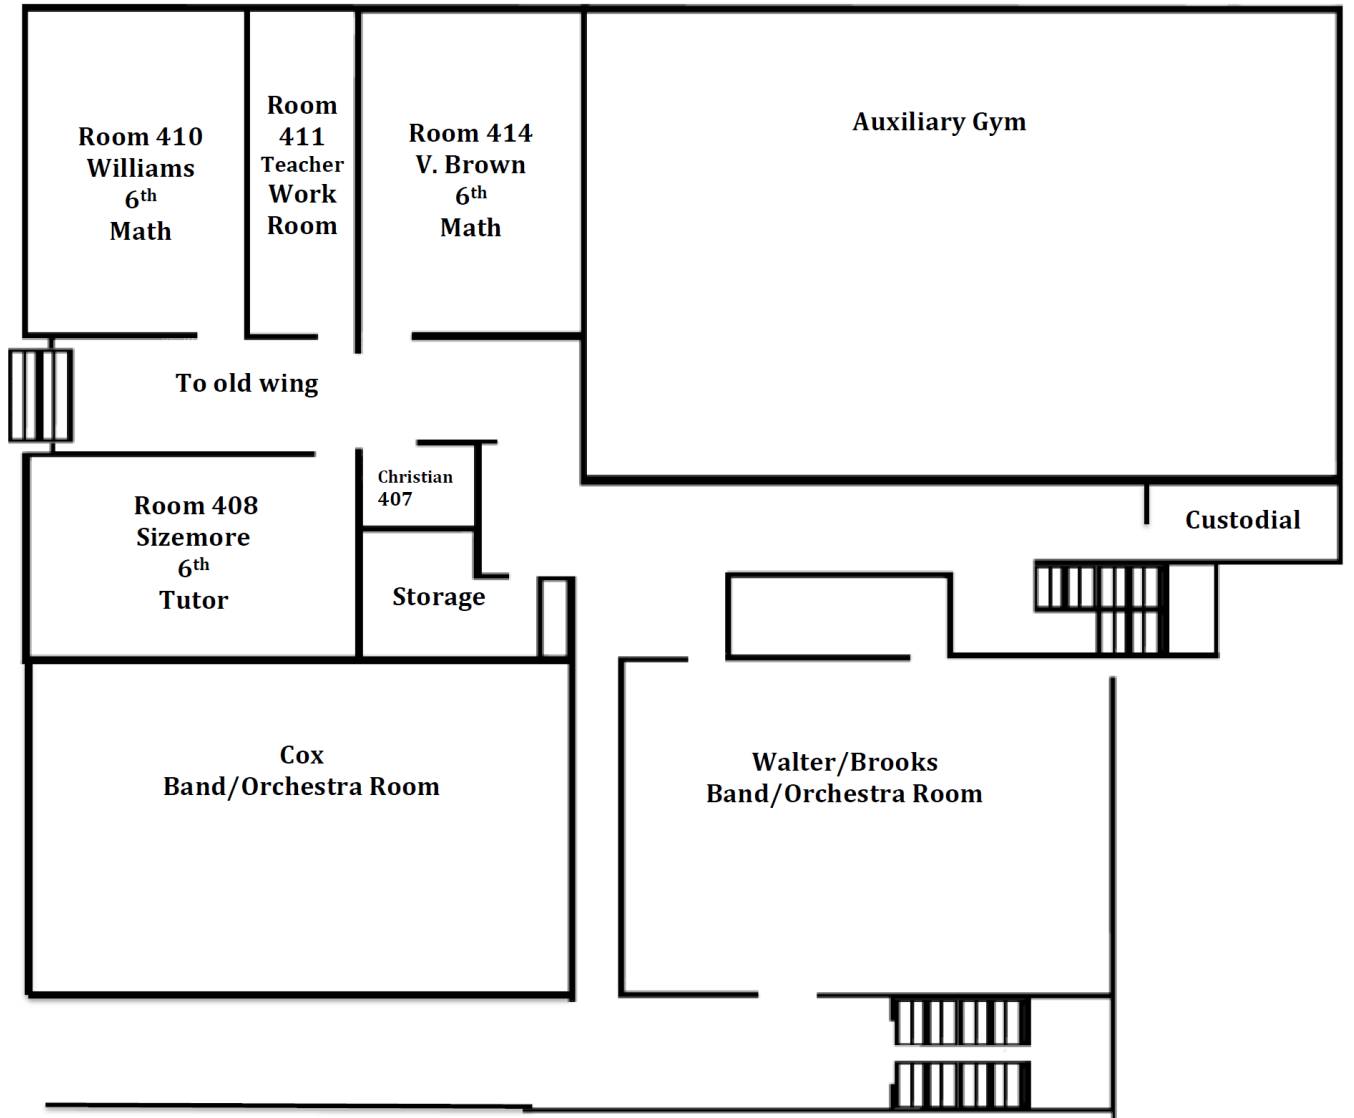 Room 410
Williams
6th
Math
Room
411
Teacher
Work
Room
Room 414
V. Brown
6th
Math
Auxiliary Gym
To old wing
Christian
407
Room 408
Sizemore
6th
Tutor
Storage
Custodial
Cox
Band/Orchestra Room
Walter/Brooks
Band/Orchestra Room